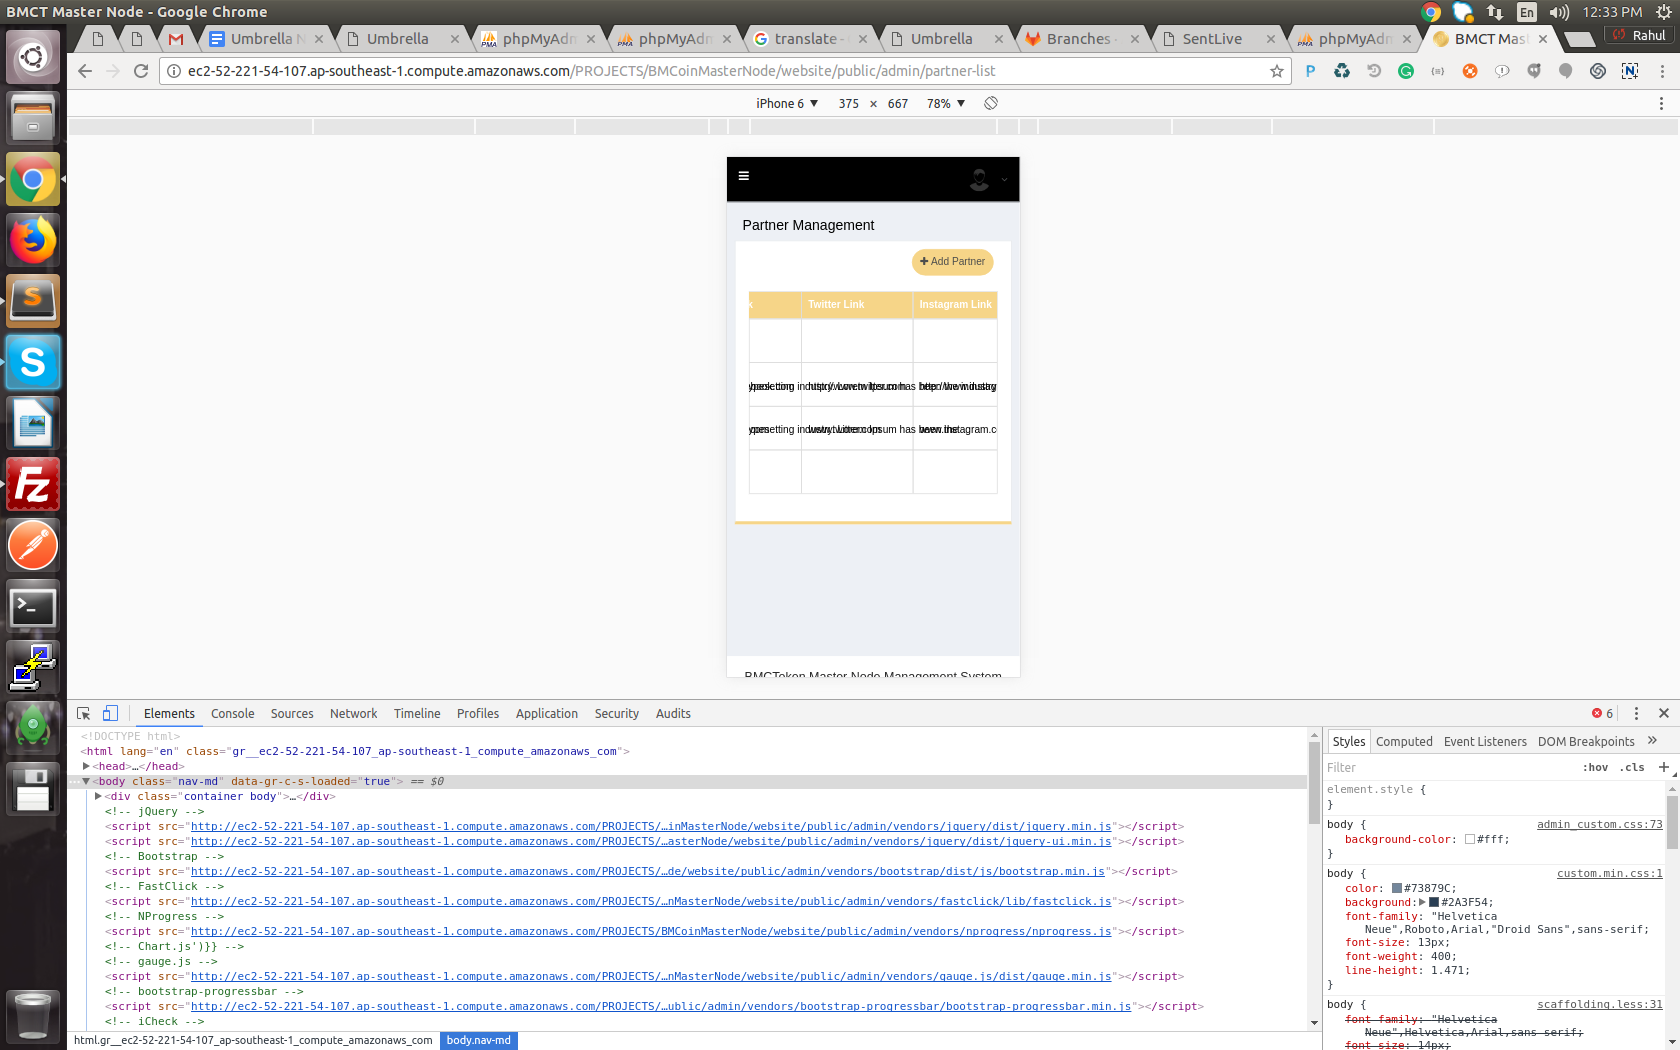 BMCT Master Node - Google Chrome
En 12:33 PM
Umbrella N Umbrella phpMyAdm phpMyAdm translate - Umbrella Branches SentLive phpMyAdm BMCT Mas Rahul
ec2-52-221-54-107.ap-southeast-1.compute.amazonaws.com/PROJECTS/BMCoinMasterNode/website/public/admin/partner-list
iPhone 6 ▼ 375 × 667 78% ▼
Partner Management
+ Add Partner
k Twitter Link Instagram Link
BMCToken Master Node Management System
Elements Console Sources Network Timeline Profiles Application Security Audits 6
<!DOCTYPE html>
<html lang="en" class="gr__ec2-52-221-54-107_ap-southeast-1_compute_amazonaws_com">
▶<head>…</head>
…▼<body class="nav-md" data-gr-c-s-loaded="true"> == $0
▶<div class="container body">…</div>
<!-- jQuery -->
<script src="http://ec2-52-221-54-107.ap-southeast-1.compute.amazonaws.com/PROJECTS/…inMasterNode/website/public/admin/vendors/jquery/dist/jquery.min.js"></script>
<script src="http://ec2-52-221-54-107.ap-southeast-1.compute.amazonaws.com/PROJECTS/…asterNode/website/public/admin/vendors/jquery/dist/jquery-ui.min.js"></script>
<!-- Bootstrap -->
<script src="http://ec2-52-221-54-107.ap-southeast-1.compute.amazonaws.com/PROJECTS/…de/website/public/admin/vendors/bootstrap/dist/js/bootstrap.min.js"></script>
<!-- FastClick -->
<script src="http://ec2-52-221-54-107.ap-southeast-1.compute.amazonaws.com/PROJECTS/…nMasterNode/website/public/admin/vendors/fastclick/lib/fastclick.js"></script>
<!-- NProgress -->
<script src="http://ec2-52-221-54-107.ap-southeast-1.compute.amazonaws.com/PROJECTS/BMCoinMasterNode/website/public/admin/vendors/nprogress/nprogress.js"></script>
<!-- Chart.js')}} -->
<!-- gauge.js -->
<script src="http://ec2-52-221-54-107.ap-southeast-1.compute.amazonaws.com/PROJECTS/…nMasterNode/website/public/admin/vendors/gauge.js/dist/gauge.min.js"></script>
<!-- bootstrap-progressbar -->
<script src="http://ec2-52-221-54-107.ap-southeast-1.compute.amazonaws.com/PROJECTS/…ublic/admin/vendors/bootstrap-progressbar/bootstrap-progressbar.min.js"></script>
<!-- iCheck -->
html.gr__ec2-52-221-54-107_ap-southeast-1_compute_amazonaws_com body.nav-md
Styles Computed Event Listeners DOM Breakpoints »
Filter :hov .cls +
element.style {
}
body { admin_custom.css:73
background-color: #fff;
}
body { custom.min.css:1
color: #73879C;
background:▶ #2A3F54;
font-family: "Helvetica
Neue",Roboto,Arial,"Droid Sans",sans-serif;
font-size: 13px;
font-weight: 400;
line-height: 1.471;
}
body { scaffolding.less:31
font-family: "Helvetica
Neue",Helvetica,Arial,sans-serif;
font-size: 14px;